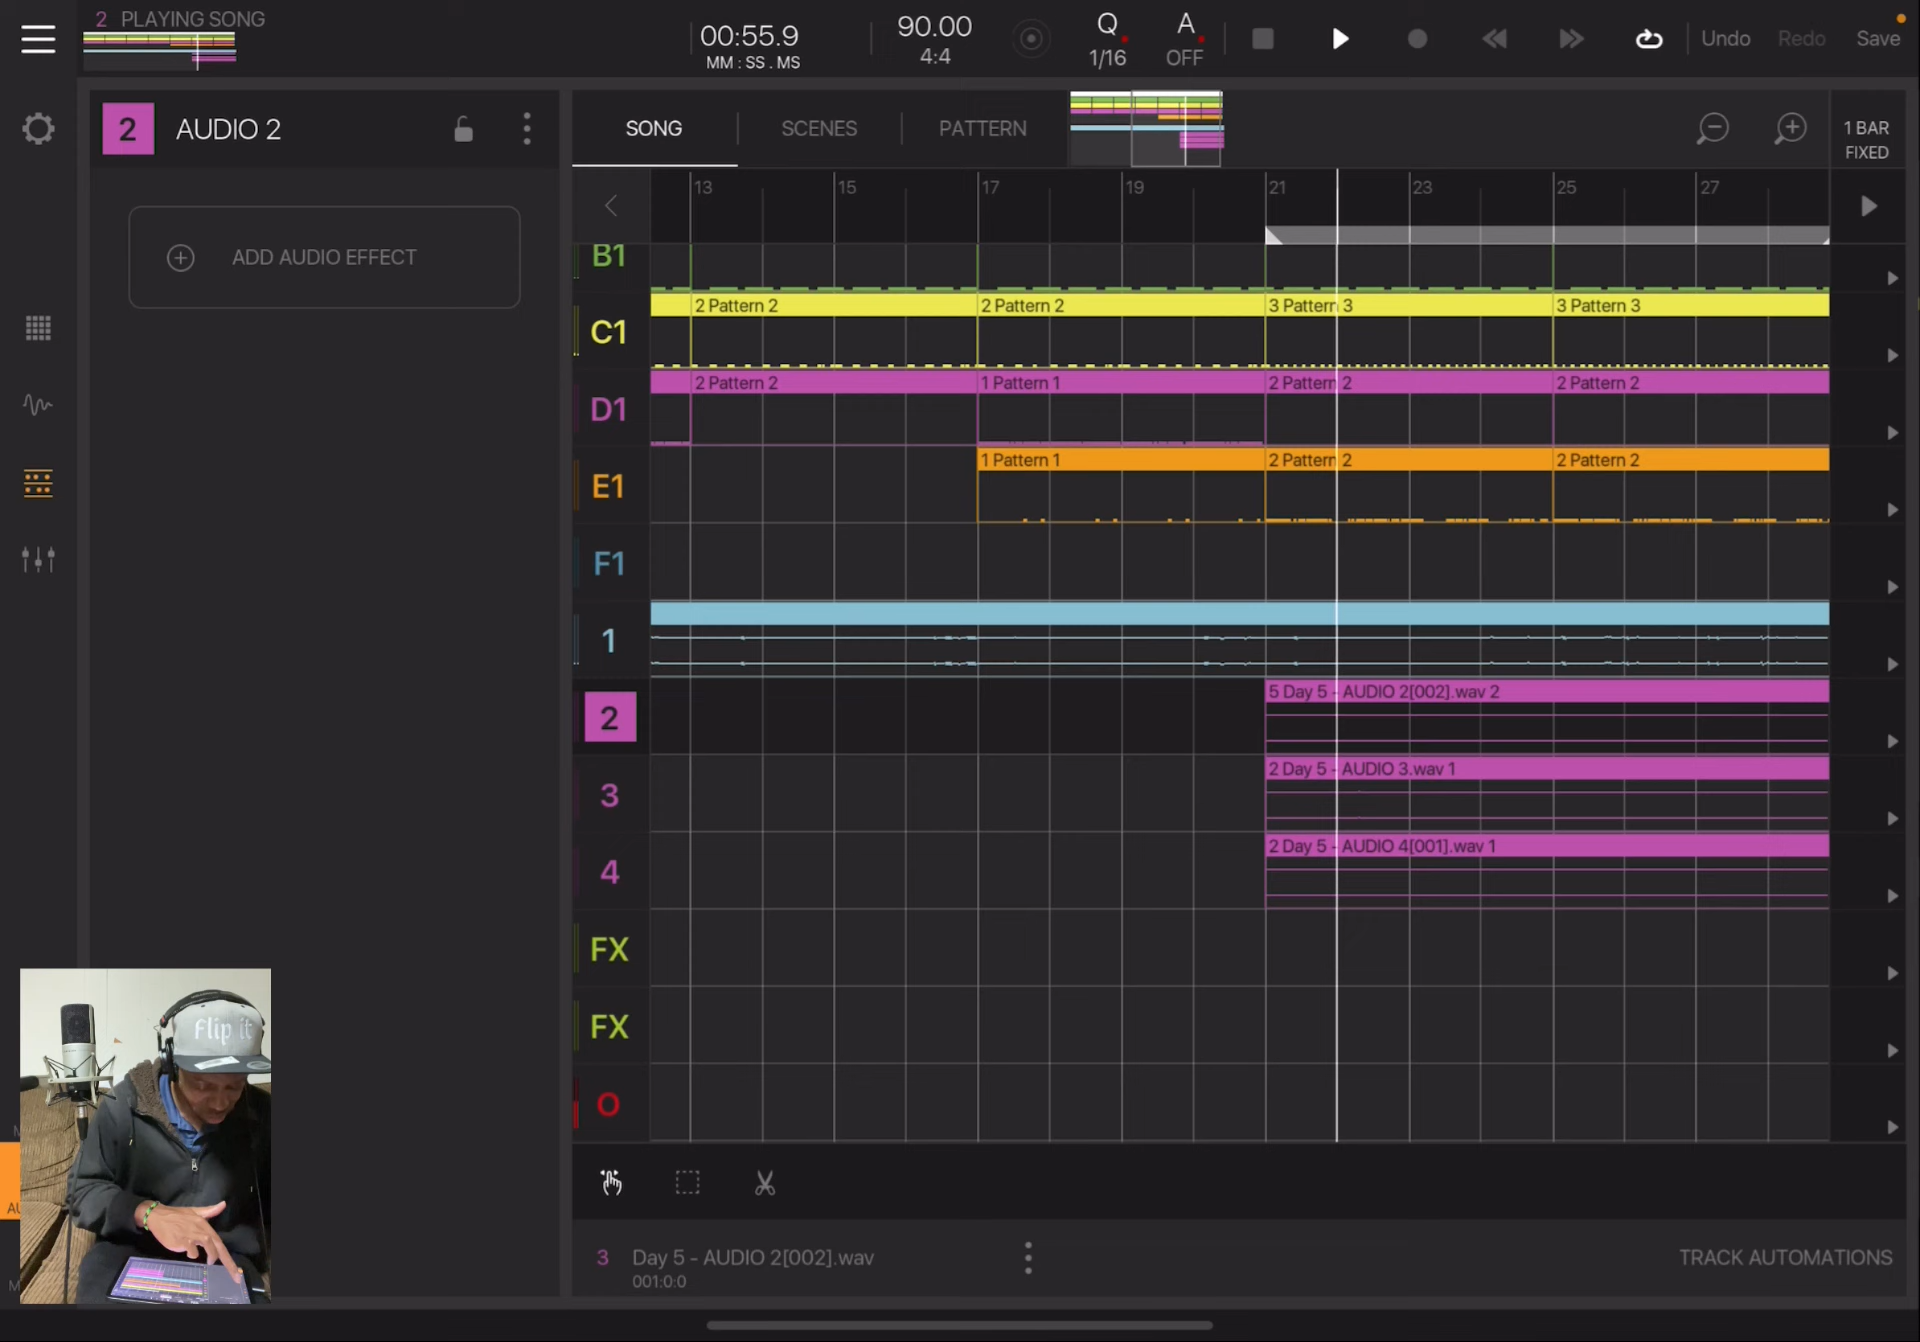 2 PLAYING SONG
00:55.9
MM : SS . MS
90.00
4:4
Q
1/16
A
OFF
Undo
Redo
Save
2 AUDIO 2
SONG
SCENES
PATTERN
1 BAR
FIXED
ADD AUDIO EFFECT
13 15 17 19 21 23 25 27
B1
C1
2 Pattern 2
2 Pattern 2
3 Pattern 3
3 Pattern 3
D1
2 Pattern 2
1 Pattern 1
2 Pattern 2
2 Pattern 2
E1
1 Pattern 1
2 Pattern 2
2 Pattern 2
F1
1
2
5 Day 5 - AUDIO 2[002].wav 2
3
2 Day 5 - AUDIO 3.wav 1
4
2 Day 5 - AUDIO 4[001].wav 1
FX
FX
O
Flip it
3 Day 5 - AUDIO 2[002].wav
001:0:0
TRACK AUTOMATIONS